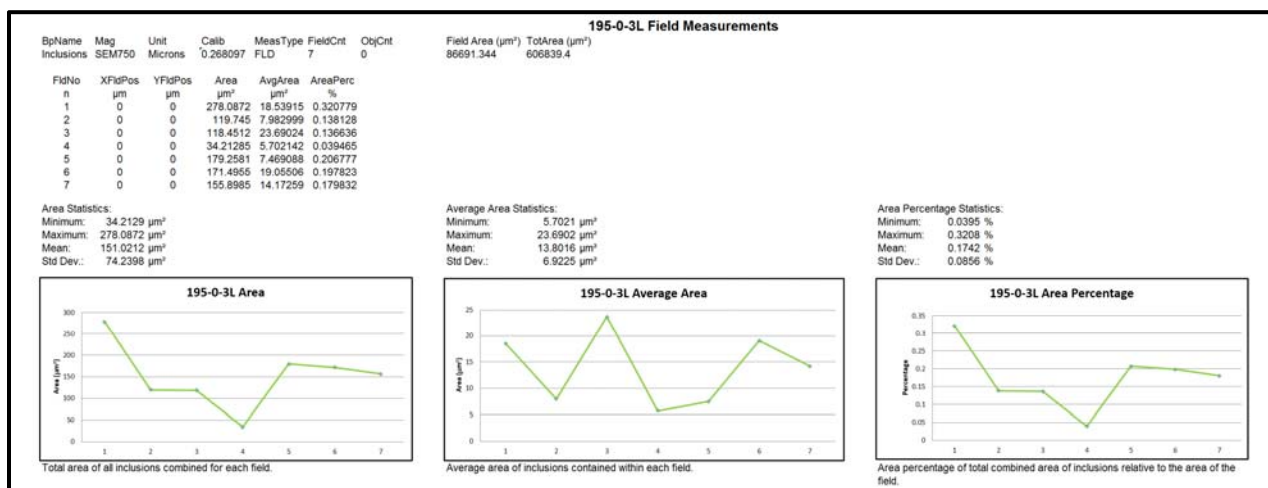 195-0-3L Field Measurements
BpName Mag Unit Calib MeasType FieldCnt ObjCnt Field Area (µm²) TotArea (µm²)
Inclusions SEM750 Microns 0.268097 FLD 7 0 86691.344 606839.4
FldNo XFldPos YFldPos Area AvgArea AreaPerc
n µm µm µm² µm² %
1 0 0 278.0872 18.53915 0.320779
2 0 0 119.745 7.982999 0.138128
3 0 0 118.4512 23.69024 0.136636
4 0 0 34.21285 5.702142 0.039465
5 0 0 179.2581 7.469088 0.206777
6 0 0 171.4955 19.05506 0.197823
7 0 0 155.8985 14.17259 0.179832
Area Statistics:
Minimum: 34.2129 µm²
Maximum: 278.0872 µm²
Mean: 151.0212 µm²
Std Dev.: 74.2398 µm²
Average Area Statistics:
Minimum: 5.7021 µm²
Maximum: 23.6902 µm²
Mean: 13.8016 µm²
Std Dev.: 6.9225 µm²
Area Percentage Statistics:
Minimum: 0.0395 %
Maximum: 0.3208 %
Mean: 0.1742 %
Std Dev.: 0.0856 %
195-0-3L Area
Area (µm²)
300
250
200
150
100
50
0
1 2 3 4 5 6 7
Total area of all inclusions combined for each field.
195-0-3L Average Area
Area (µm²)
25
20
15
10
5
0
1 2 3 4 5 6 7
Average area of inclusions contained within each field.
195-0-3L Area Percentage
Percentage
0.35
0.3
0.25
0.2
0.15
0.1
0.05
0
1 2 3 4 5 6 7
Area percentage of total combined area of inclusions relative to the area of the
field.